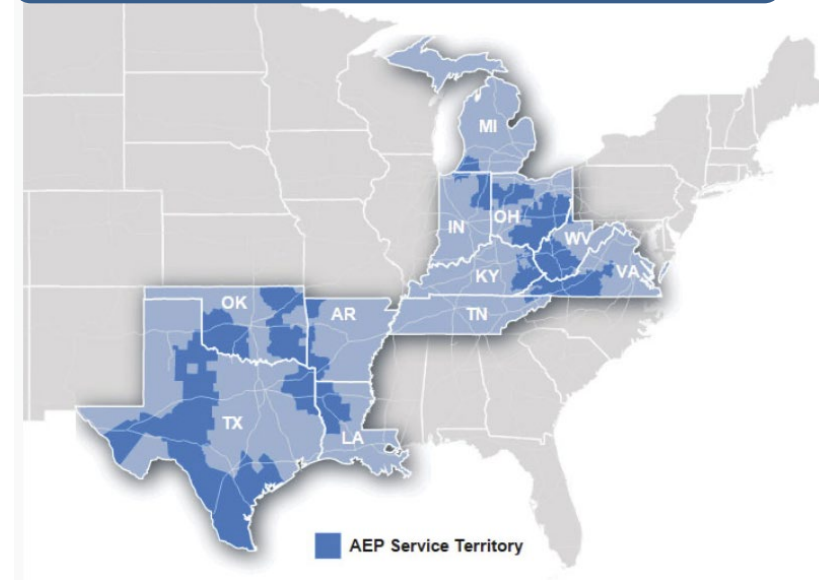 MI
OH
IN
WV
VA
KY
TN
OK
AR
TX
LA
AEP Service Territory